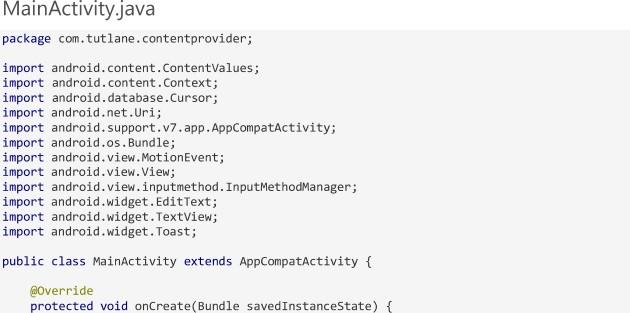 MainActivity.java
package com.tutlane.contentprovider;
import android.content.ContentValues;
import android.content.Context;
import android.database.Cursor;
import android.net.Uri;
import android.support.v7.app.AppCompatActivity;
import android.os.Bundle;
import android.view.MotionEvent;
import android.view.View;
import android.view.inputmethod.InputMethodManager;
import android.widget.EditText;
import android.widget.TextView;
import android.widget.Toast;
public class MainActivity extends AppCompatActivity {
@Override
protected void onCreate(Bundle savedInstanceState) {